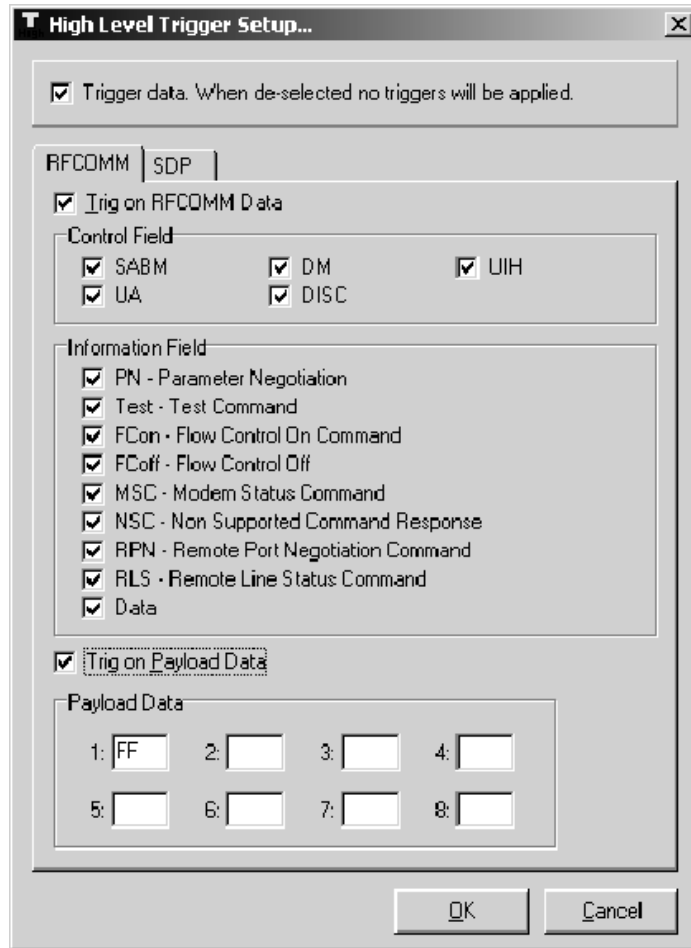 T High Level Trigger Setup...
High
Trigger data. When de-selected no triggers will be applied.
RFCOMM SDP
Trig on RFCOMM Data
Control Field
SABM DM UIH
UA DISC
Information Field
PN - Parameter Negotiation
Test - Test Command
FCon - Flow Control On Command
FCoff - Flow Control Off
MSC - Modem Status Command
NSC - Non Supported Command Response
RPN - Remote Port Negotiation Command
RLS - Remote Line Status Command
Data
Trig on Payload Data
Payload Data
1: FF 2: 3: 4:
5: 6: 7: 8:
OK Cancel